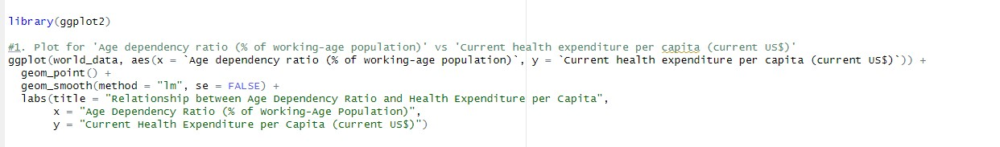 library(ggplot2)
#1. Plot for 'Age dependency ratio (% of working-age population)' vs 'Current health expenditure per capita (current US$)'
ggplot(world_data, aes(x = `Age dependency ratio (% of working-age population)`, y = `Current health expenditure per capita (current US$)`)) +
  geom_point() +
  geom_smooth(method = "lm", se = FALSE) +
  labs(title = "Relationship between Age Dependency Ratio and Health Expenditure per Capita",
       x = "Age Dependency Ratio (% of Working-Age Population)",
       y = "Current Health Expenditure per Capita (current US$)")